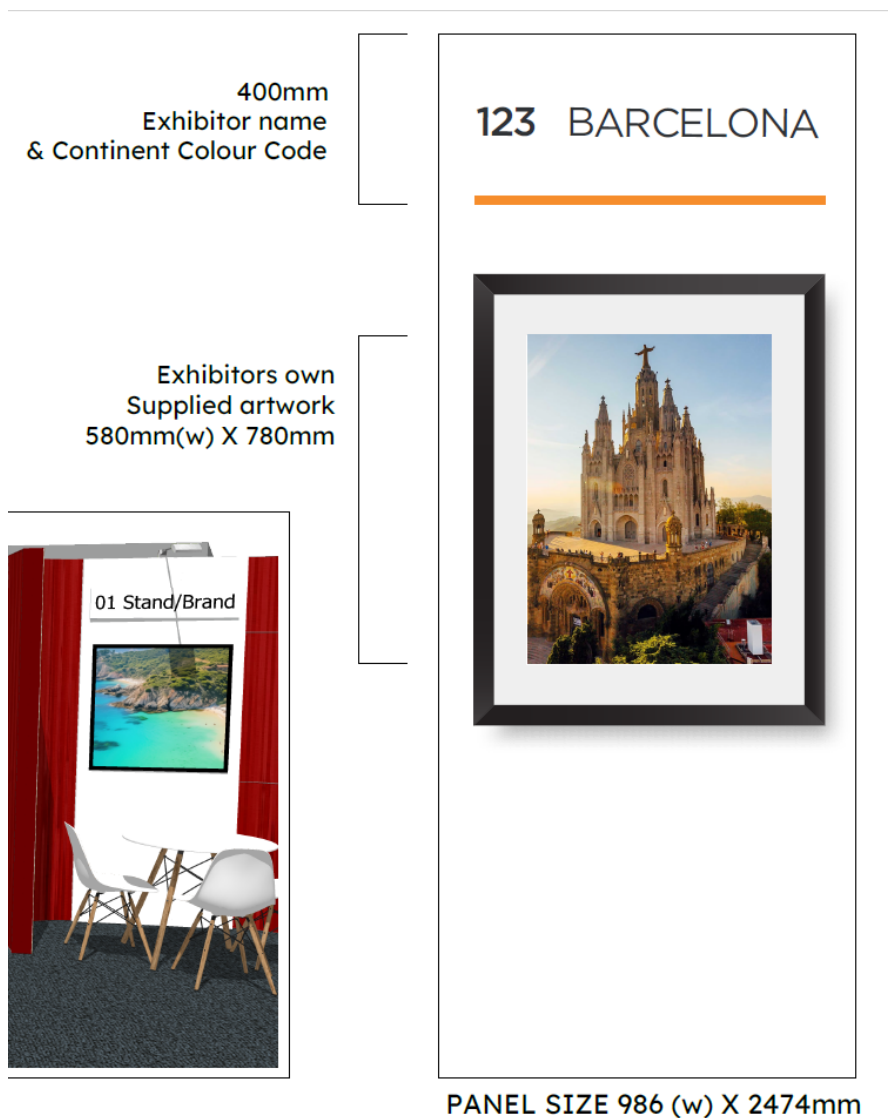 400mm
Exhibitor name
& Continent Colour Code
123 BARCELONA
Exhibitors own
Supplied artwork
580mm(w) X 780mm
01 Stand/Brand
PANEL SIZE 986 (w) X 2474mm